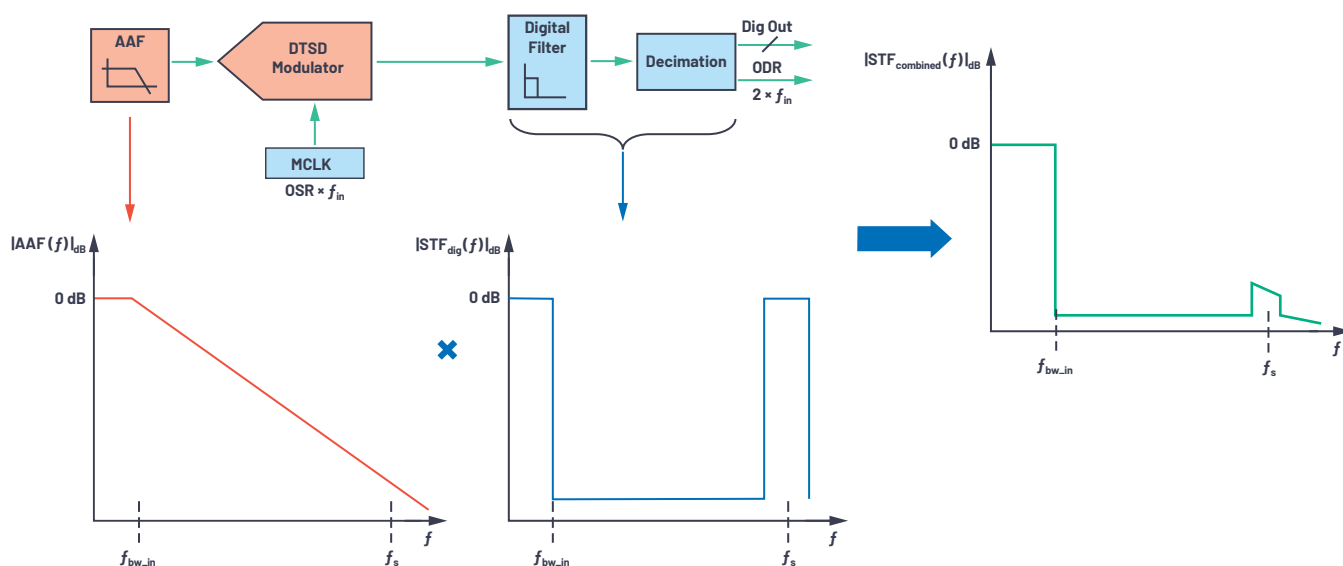 AAF
DTSD
Modulator
MCLK
OSR × fin
Digital
Filter
Decimation
Dig Out
ODR
2 × fin
|AAF(f)|dB
0 dB
fbw_in
fs
f
|STFdig(f)|dB
0 dB
fbw_in
fs
f
|STFcombined(f)|dB
0 dB
fbw_in
fs
f